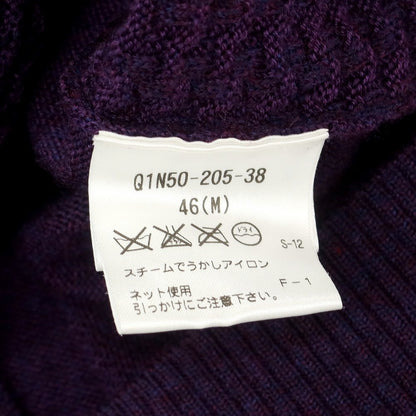 Q1N50-205-38
46(M)
ドライ
S-12
スチームでうかしアイロン
ネット使用
F-1
引っかけにご注意下さい。